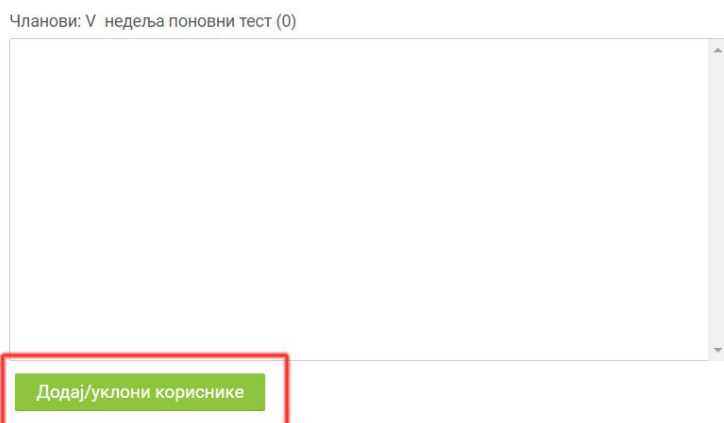 Чланови: V  недеља поновни тест (0)
Додај/уклони кориснике